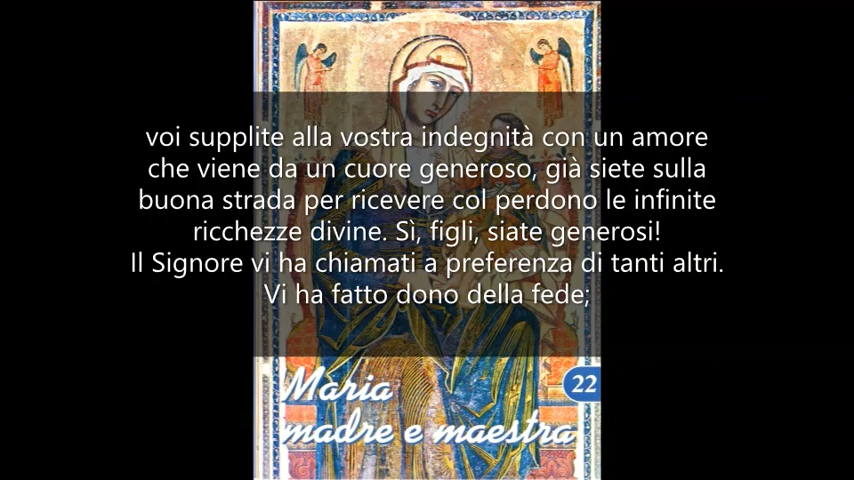 voi supplite alla vostra indegnità con un amore
che viene da un cuore generoso, già siete sulla
buona strada per ricevere col perdono le infinite
ricchezze divine. Sì, figli, siate generosi!
Il Signore vi ha chiamati a preferenza di tanti altri.
Vi ha fatto dono della fede;
Maria
22
madre e maestra